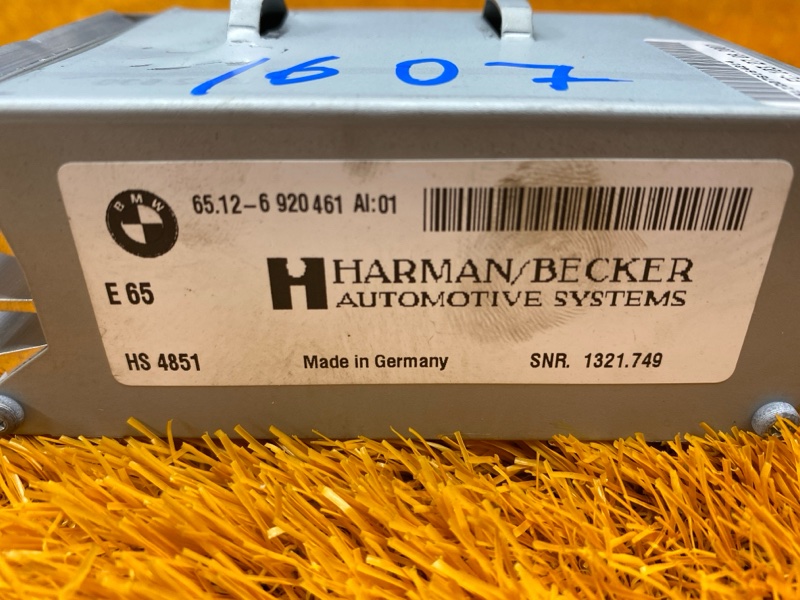 1607
BMW
65.12-6 920 461 AI:01
HARMAN/BECKER
AUTOMOTIVE SYSTEMS
E 65
HS 4851
Made in Germany
SNR. 1321.749